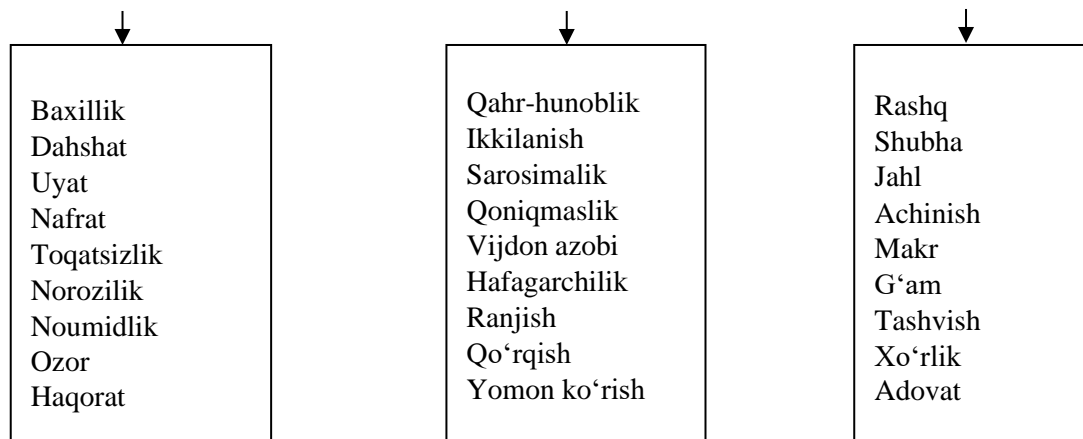 Baxillik
Dahshat
Uyat
Nafrat
Toqatsizlik
Norozilik
Noumidlik
Ozor
Haqorat
Qahr-hunoblik
Ikkilanish
Sarosimalik
Qoniqmaslik
Vijdon azobi
Hafagarchilik
Ranjish
Qo‘rqish
Yomon ko‘rish
Rashq
Shubha
Jahl
Achinish
Makr
G‘am
Tashvish
Xo‘rlik
Adovat